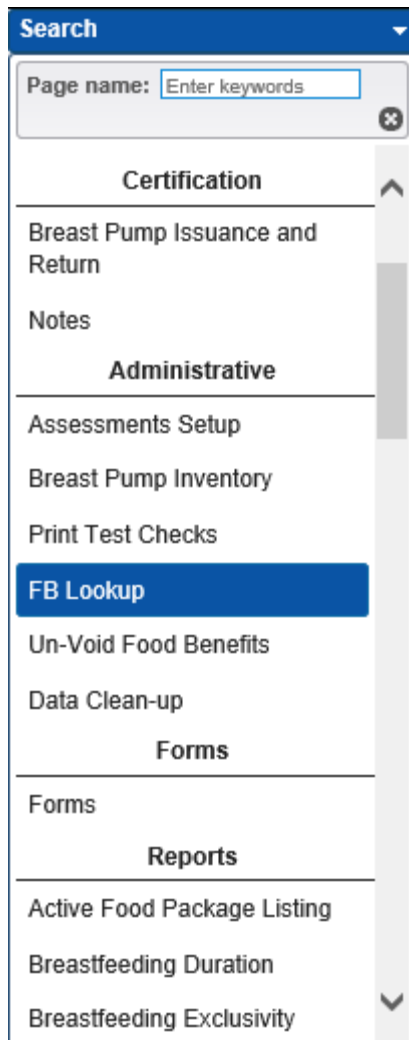 Search
Page name: Enter keywords
Certification
Breast Pump Issuance and
Return
Notes
Administrative
Assessments Setup
Breast Pump Inventory
Print Test Checks
FB Lookup
Un-Void Food Benefits
Data Clean-up
Forms
Forms
Reports
Active Food Package Listing
Breastfeeding Duration
Breastfeeding Exclusivity